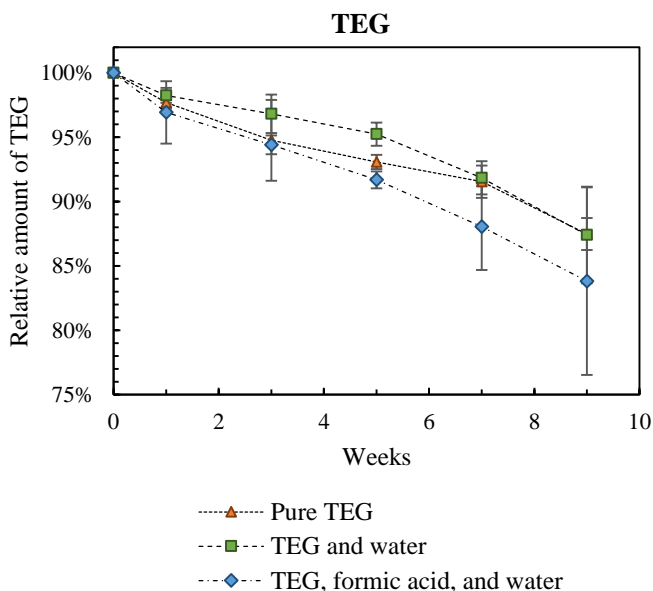 TEG
100%
95%
90%
85%
80%
75%
Relative amount of TEG
0 2 4 6 8 10
Weeks
Pure TEG
TEG and water
TEG, formic acid, and water